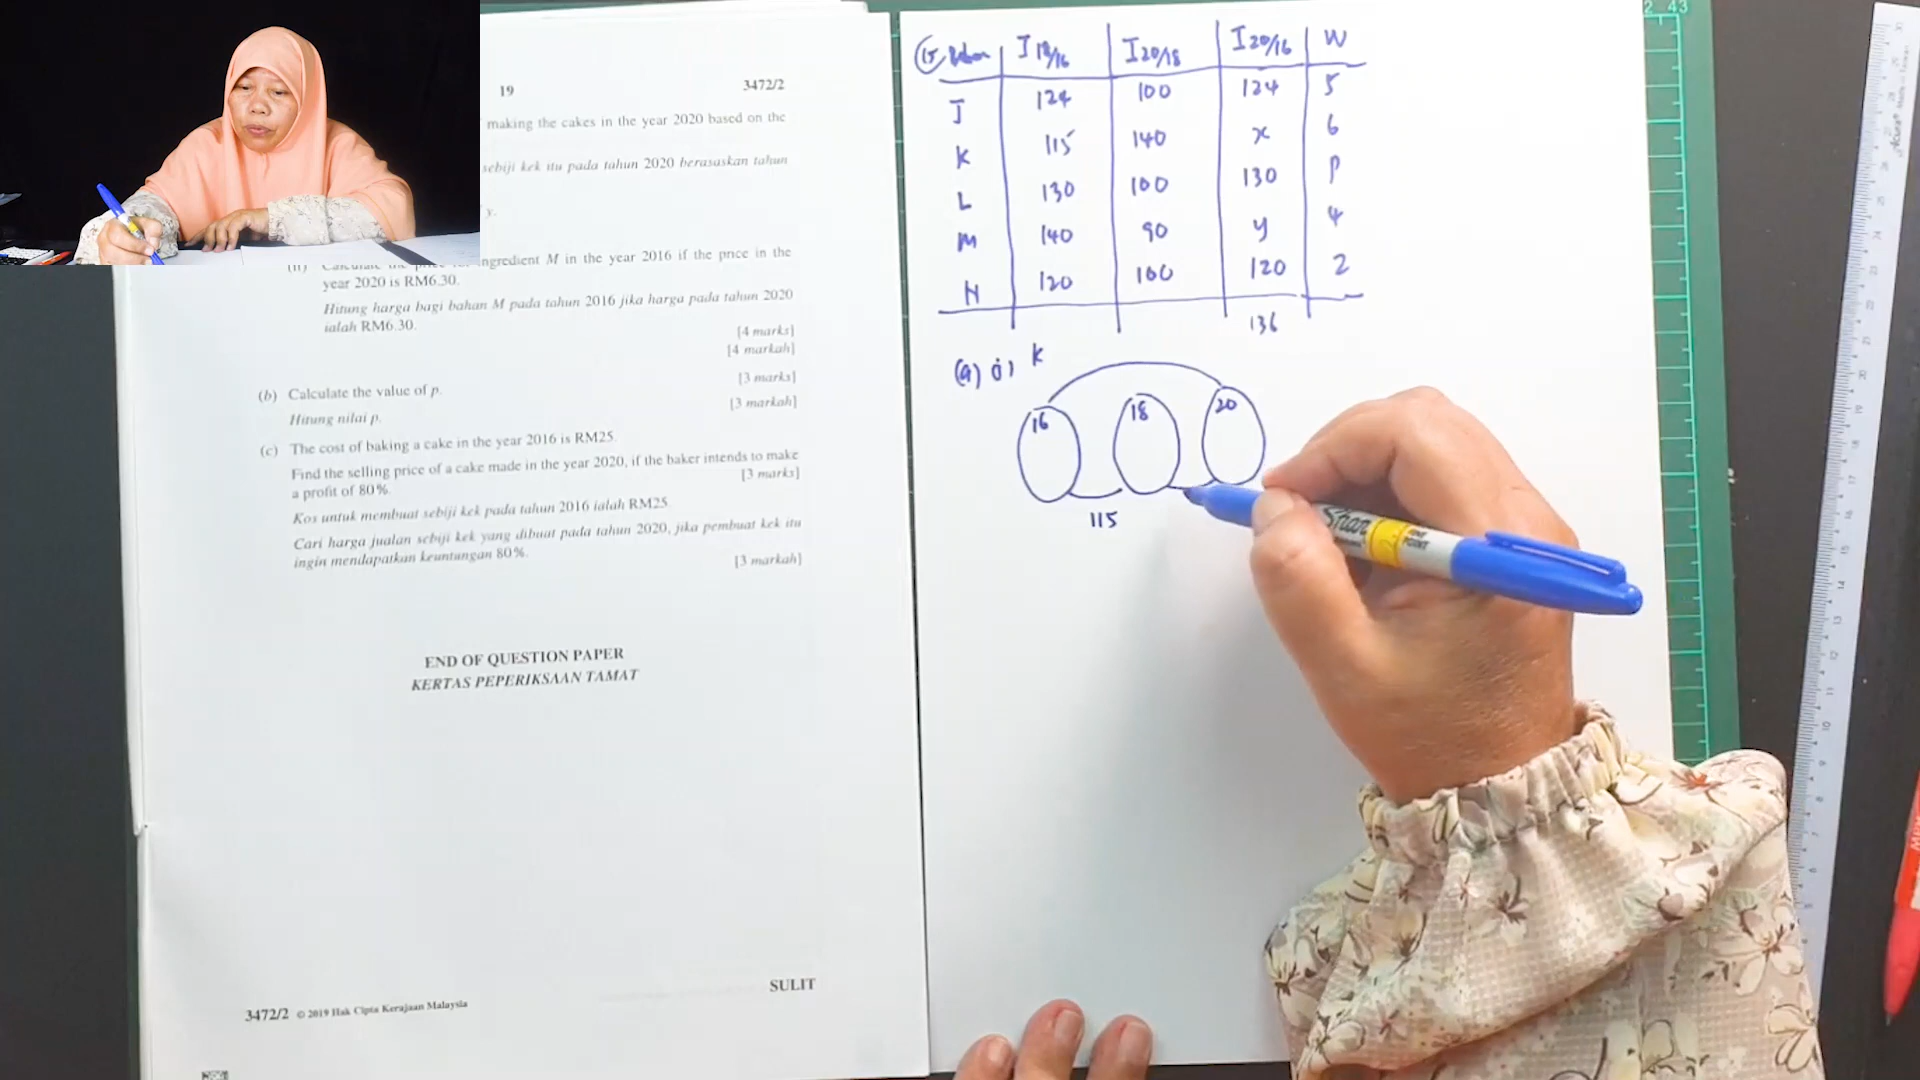 19 3472/2
making the cakes in the year 2020 based on the
sebiji kek itu pada tahun 2020 berasaskan tahun
y.
ingredient M in the year 2016 if the price in the
year 2020 is RM6.30.
Hitung harga bagi bahan M pada tahun 2016 jika harga pada tahun 2020
ialah RM6.30.
[4 marks]
[4 markah]
(b) Calculate the value of p. [3 marks]
Hitung nilai p. [3 markah]
(c) The cost of baking a cake in the year 2016 is RM25.
Find the selling price of a cake made in the year 2020, if the baker intends to make
a profit of 80%. [3 marks]
Kos untuk membuat sebiji kek pada tahun 2016 ialah RM25.
Cari harga jualan sebiji kek yang dibuat pada tahun 2020, jika pembuat kek itu
ingin mendapatkan keuntungan 80%. [3 markah]
END OF QUESTION PAPER
KERTAS PEPERIKSAAN TAMAT
3472/2 © 2019 Hak Cipta Kerajaan Malaysia SULIT
15 Bahan I 18/16 I 20/18 I 20/16 W
J 124 100 124 5
K 115 140 x 6
L 130 100 130 P
M 140 90 y 4
N 120 100 120 2
136
(a) i) K
16 18 20
115
Shar
FINE
POINT